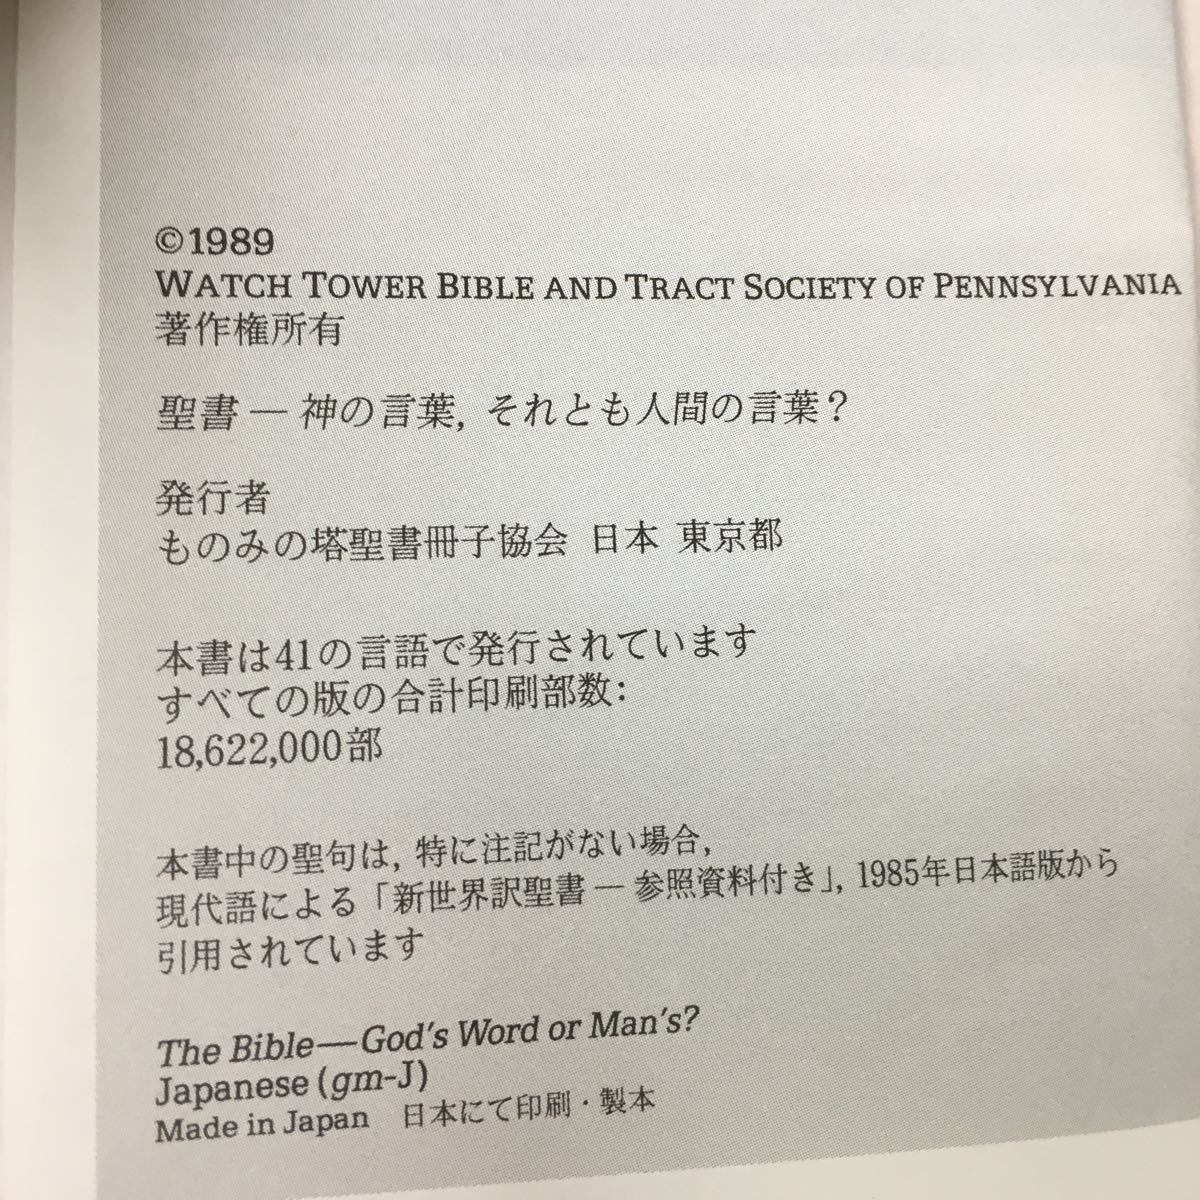 ©1989
WATCH TOWER BIBLE AND TRACT SOCIETY OF PENNSYLVANIA
著作権所有
聖書 — 神の言葉, それとも人間の言葉？
発行者
ものみの塔聖書冊子協会 日本 東京都
本書は41の言語で発行されています
すべての版の合計印刷部数:
18,622,000部
本書中の聖句は, 特に注記がない場合,
現代語による「新世界訳聖書 — 参照資料付き」, 1985年日本語版から
引用されています
The Bible—God's Word or Man's?
Japanese (gm-J)
Made in Japan 日本にて印刷・製本